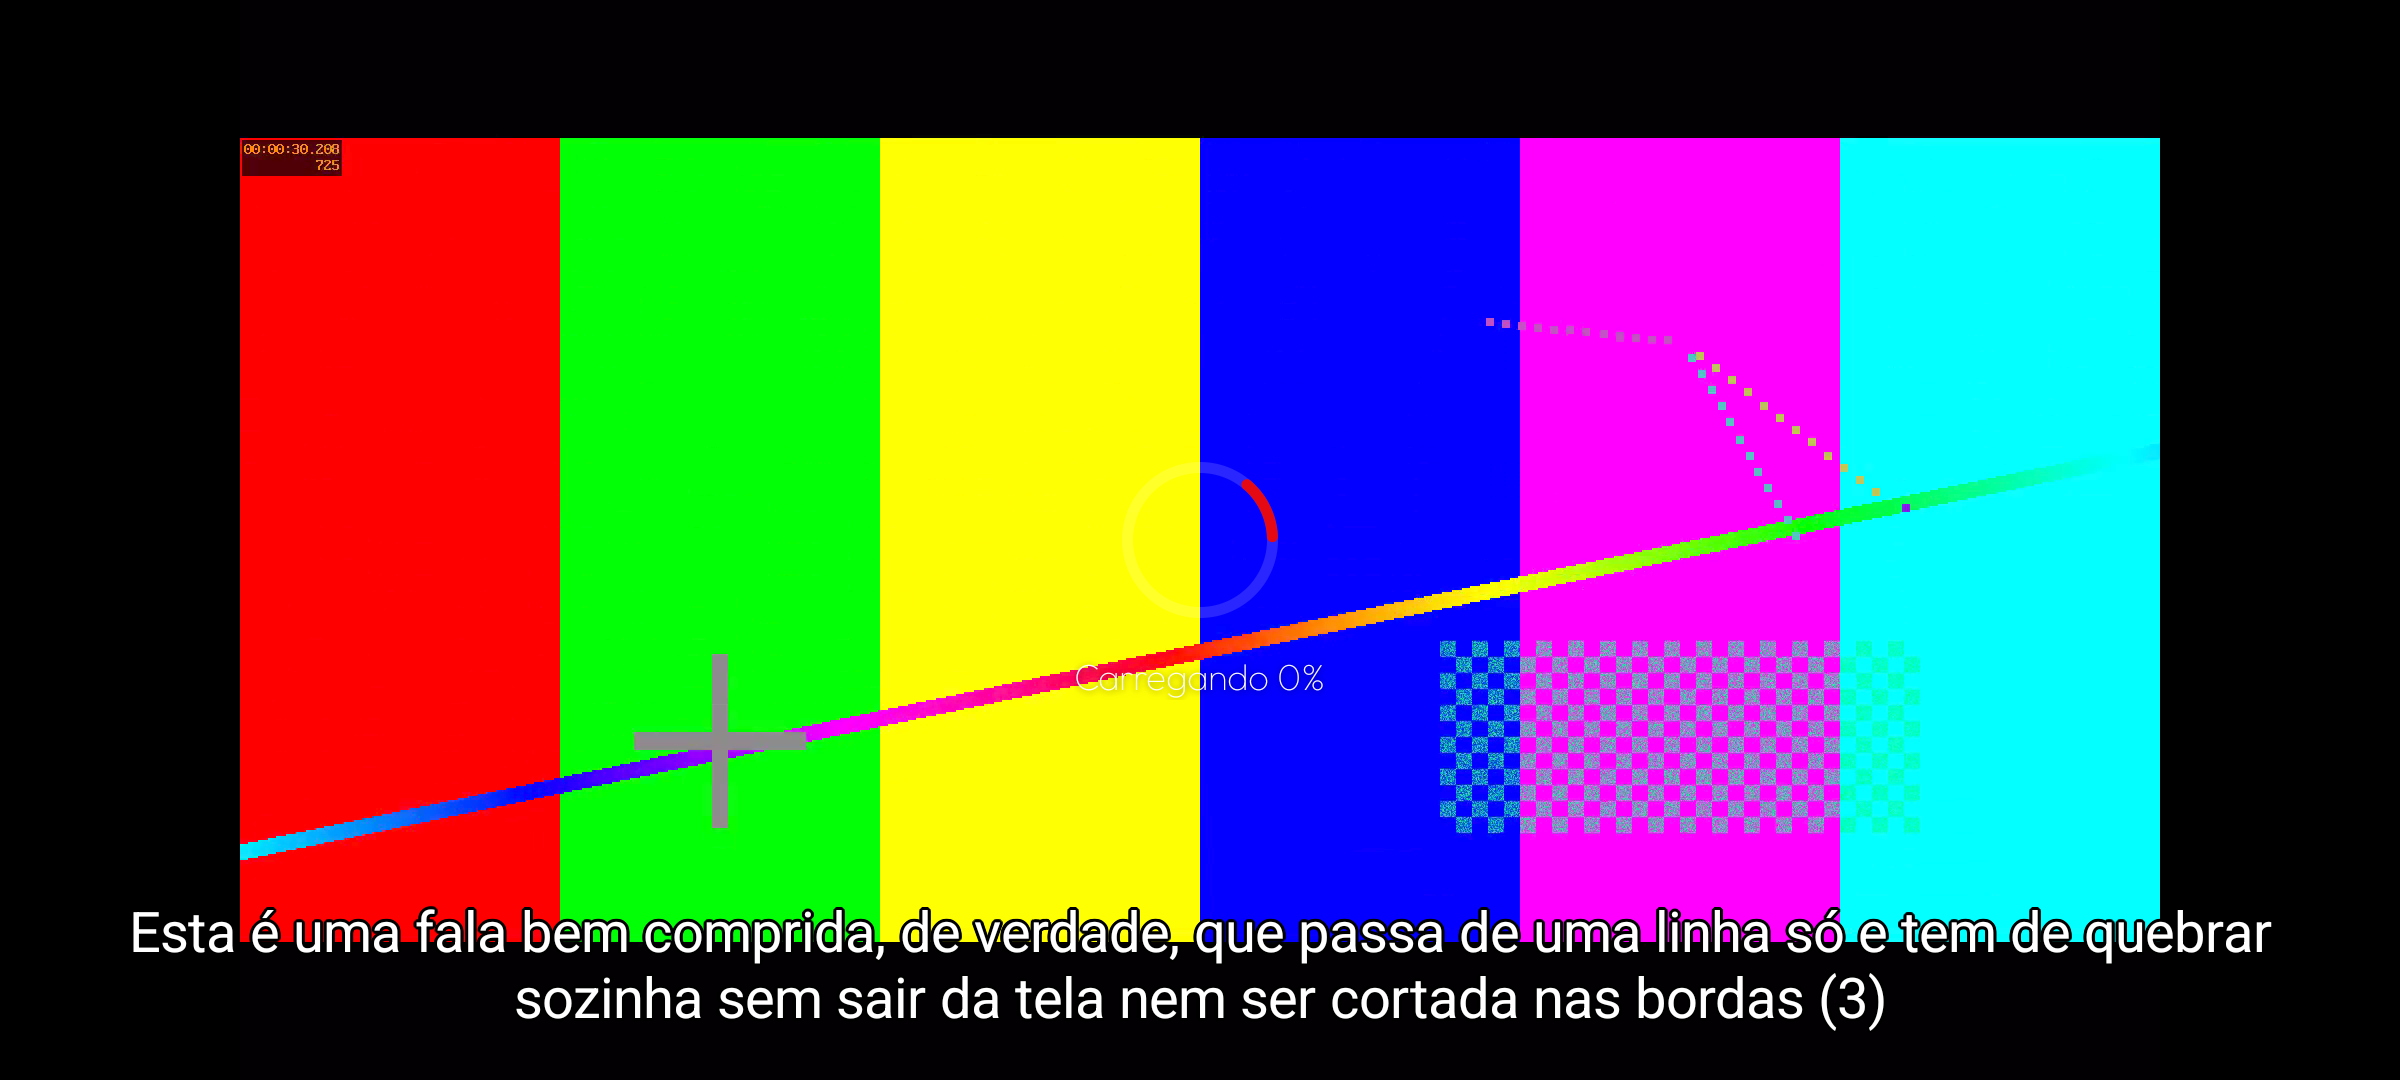 00:00:30.208
725
Carregando 0%
Esta é uma fala bem comprida, de verdade, que passa de uma linha só e tem de quebrar
sozinha sem sair da tela nem ser cortada nas bordas (3)